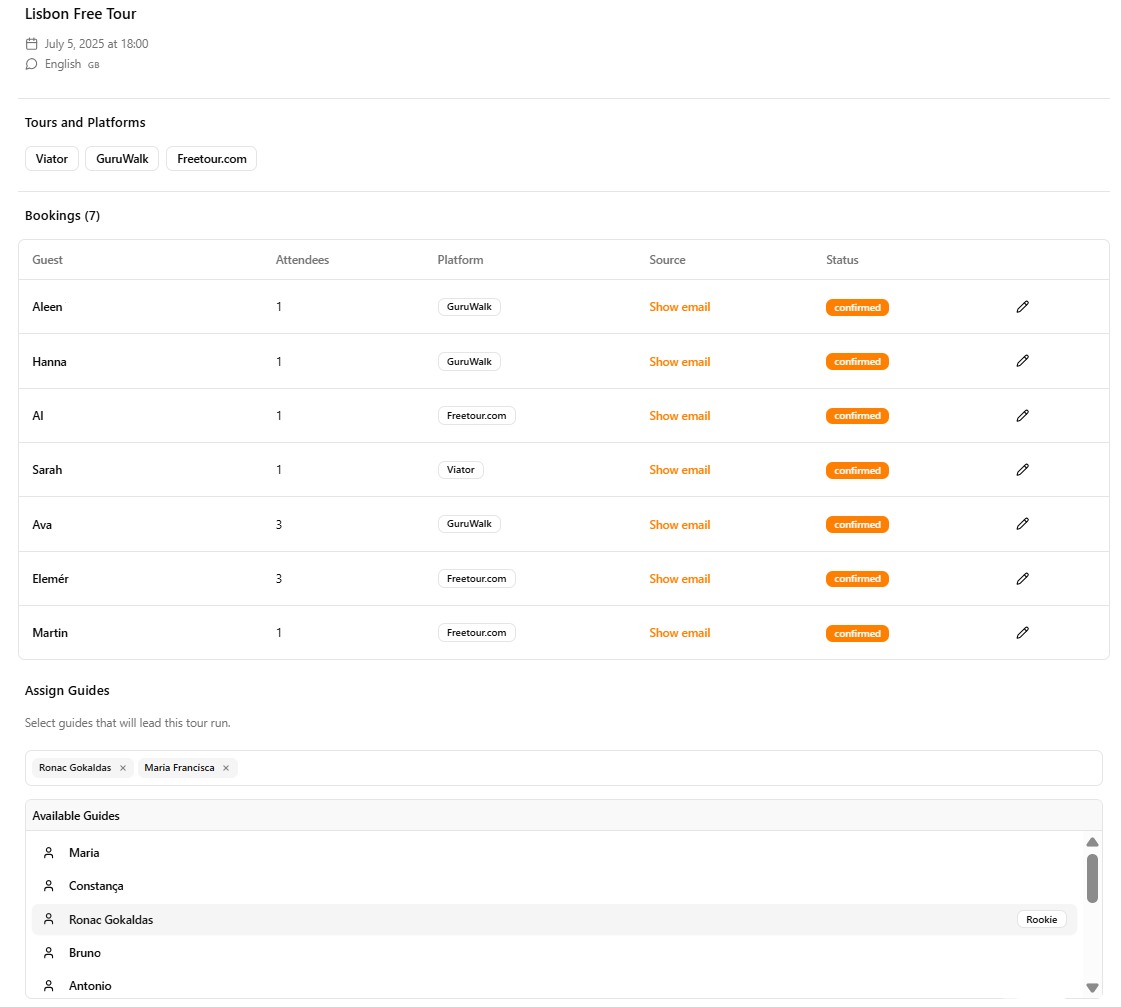 Lisbon Free Tour
July 5, 2025 at 18:00
English GB
Tours and Platforms
Viator GuruWalk Freetour.com
Bookings (7)
Guest Attendees Platform Source Status
Aleen 1 GuruWalk Show email confirmed
Hanna 1 GuruWalk Show email confirmed
Al 1 Freetour.com Show email confirmed
Sarah 1 Viator Show email confirmed
Ava 3 GuruWalk Show email confirmed
Elemér 3 Freetour.com Show email confirmed
Martin 1 Freetour.com Show email confirmed
Assign Guides
Select guides that will lead this tour run.
Ronac Gokaldas × Maria Francisca ×
Available Guides
Maria
Constança
Ronac Gokaldas Rookie
Bruno
Antonio